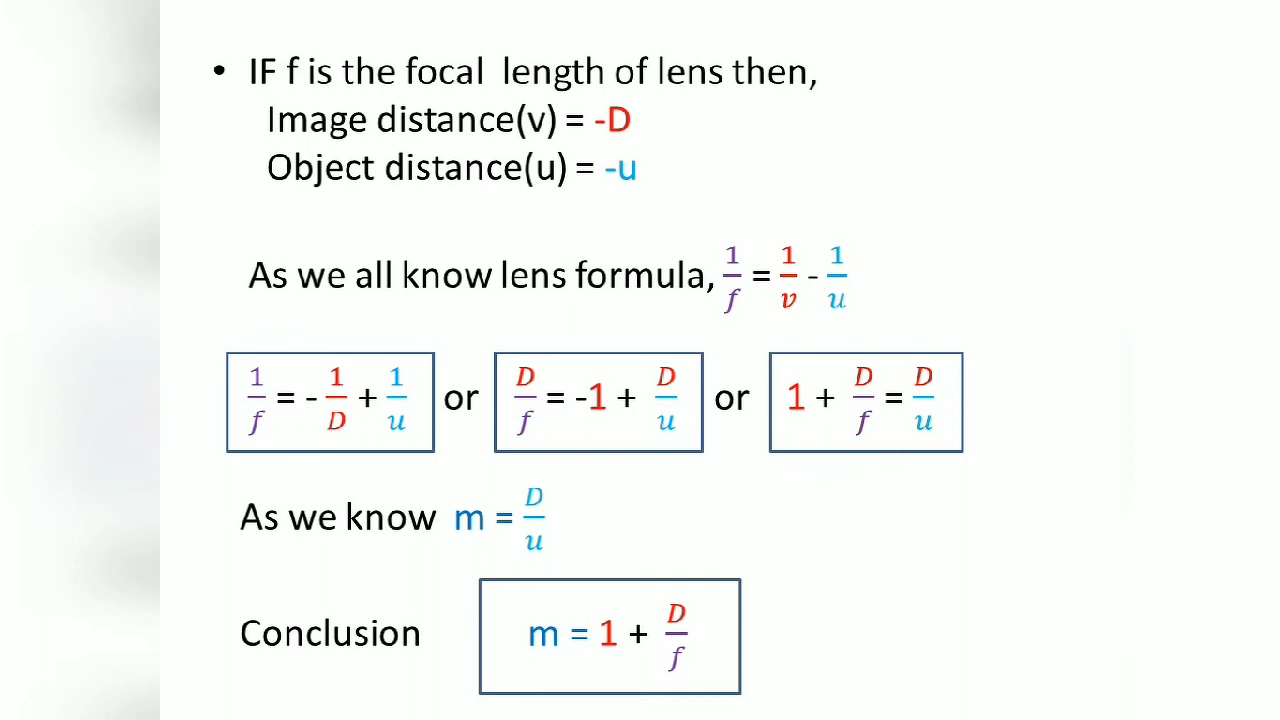 • IF f is the focal length of lens then,
Image distance(v) = -D
Object distance(u) = -u
As we all know lens formula, 1/f = 1/v - 1/u
1/f = - 1/D + 1/u or D/f = -1 + D/u or 1 + D/f = D/u
As we know m = D/u
Conclusion m = 1 + D/f